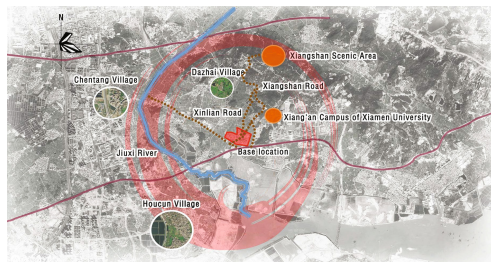 N
Xiangshan Scenic Area
Chentang Village
Dazhai Village
Xiangshan Road
Xinlian Road
Xiang'an Campus of Xiamen University
Jiuxi River
Base location
Houcun Village